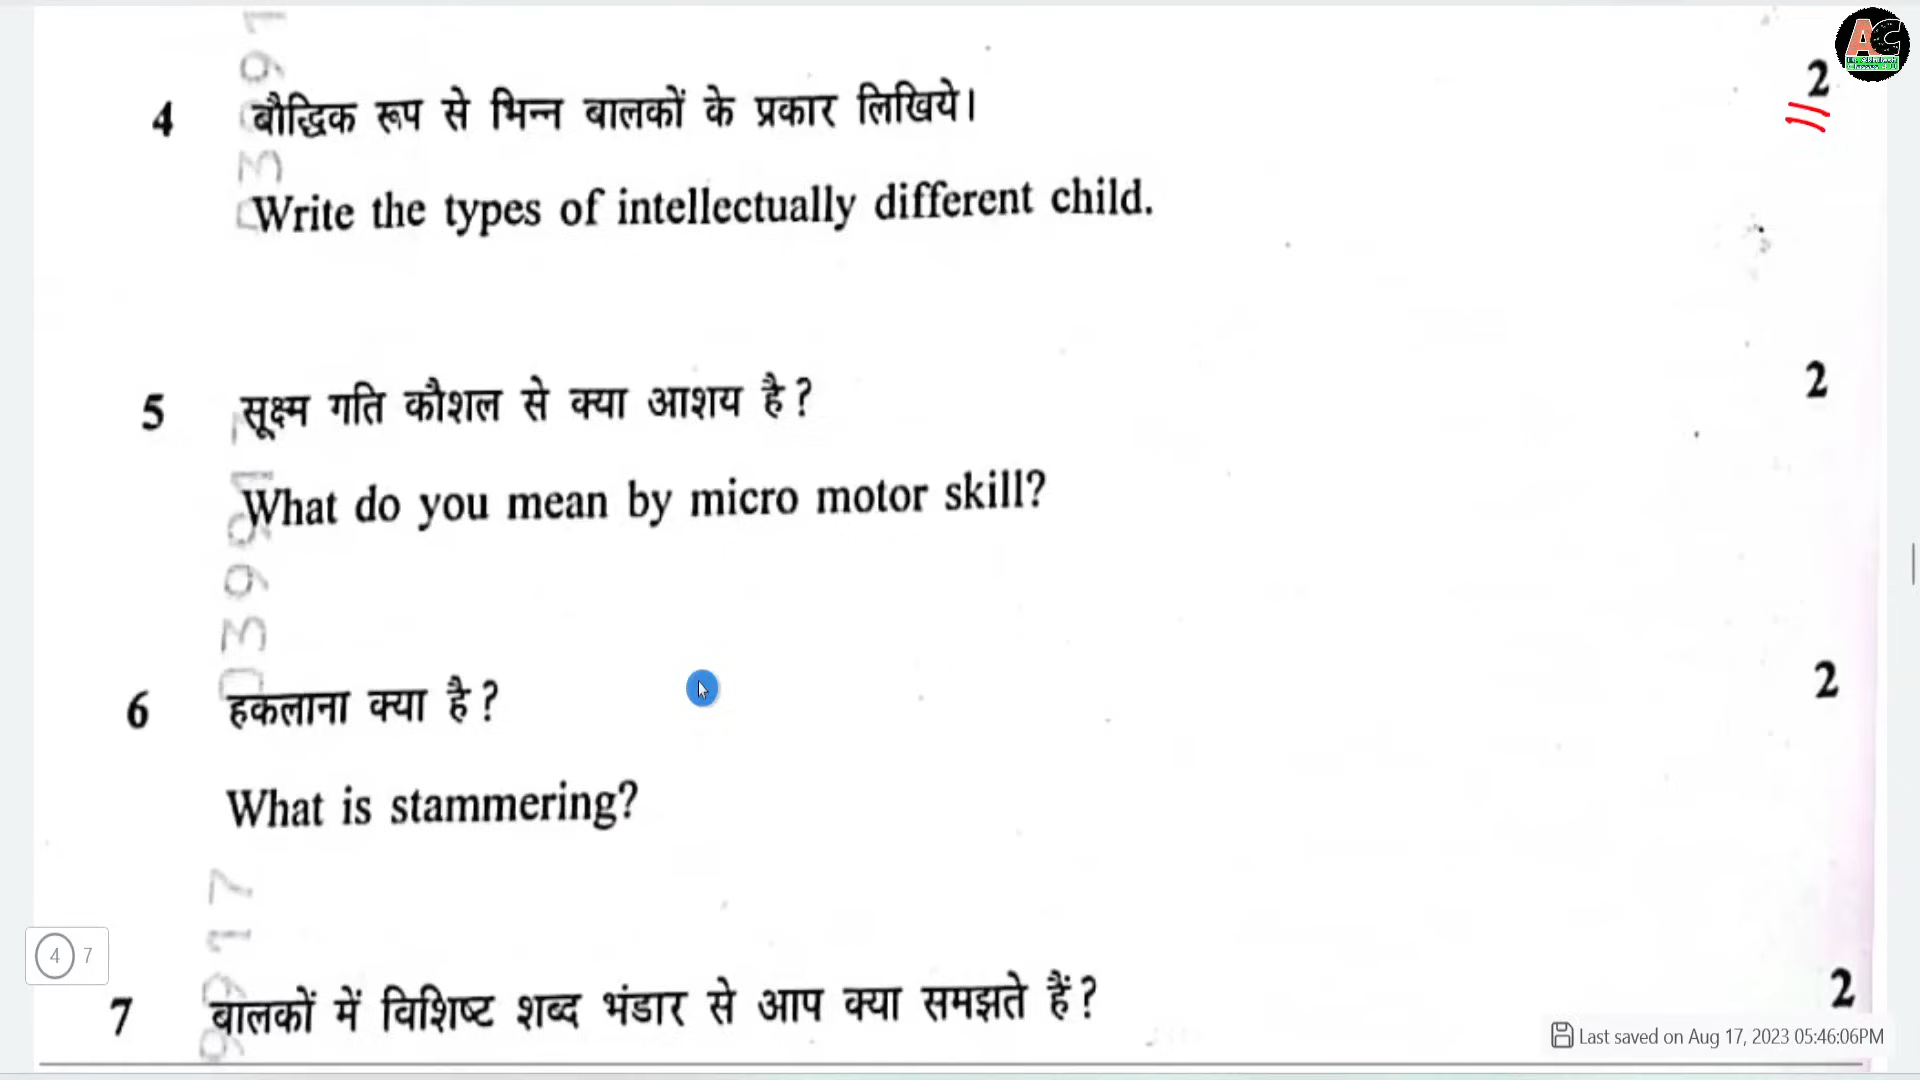 2
4 बौद्धिक रूप से भिन्न बालकों के प्रकार लिखिये।
Write the types of intellectually different child.
5 सूक्ष्म गति कौशल से क्या आशय है? 2
What do you mean by micro motor skill?
6 हकलाना क्या है? 2
What is stammering?
4 7
7 बालकों में विशिष्ट शब्द भंडार से आप क्या समझते हैं? 2
Last saved on Aug 17, 2023 05:46:06PM
AC